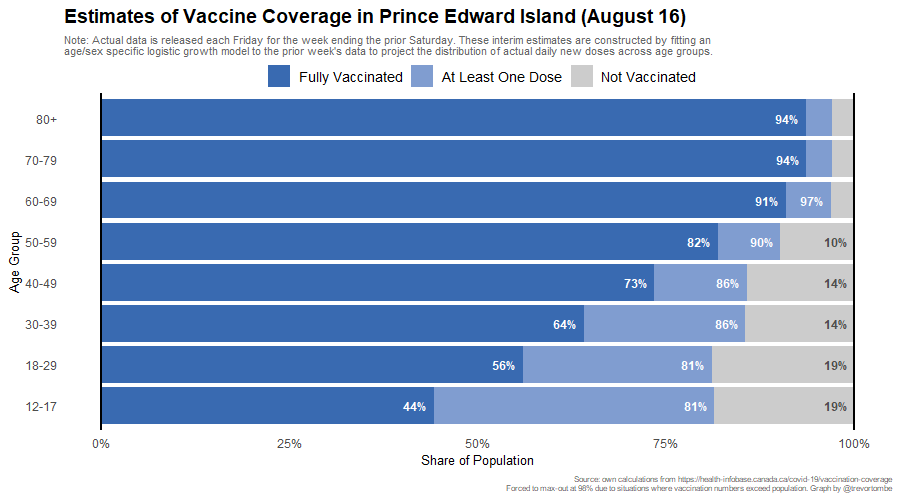 Estimates of Vaccine Coverage in Prince Edward Island (August 16)
Note: Actual data is released each Friday for the week ending the prior Saturday. These interim estimates are constructed by fitting an
age/sex specific logistic growth model to the prior week's data to project the distribution of actual daily new doses across age groups.
Fully Vaccinated At Least One Dose Not Vaccinated
Age Group
80+ 94%
70-79 94%
60-69 91% 97%
50-59 82% 90% 10%
40-49 73% 86% 14%
30-39 64% 86% 14%
18-29 56% 81% 19%
12-17 44% 81% 19%
0% 25% 50% 75% 100%
Share of Population
Source: own calculations from https://health-infobase.canada.ca/covid-19/vaccination-coverage
Forced to max-out at 98% due to situations where vaccination numbers exceed population. Graph by @trevortombe